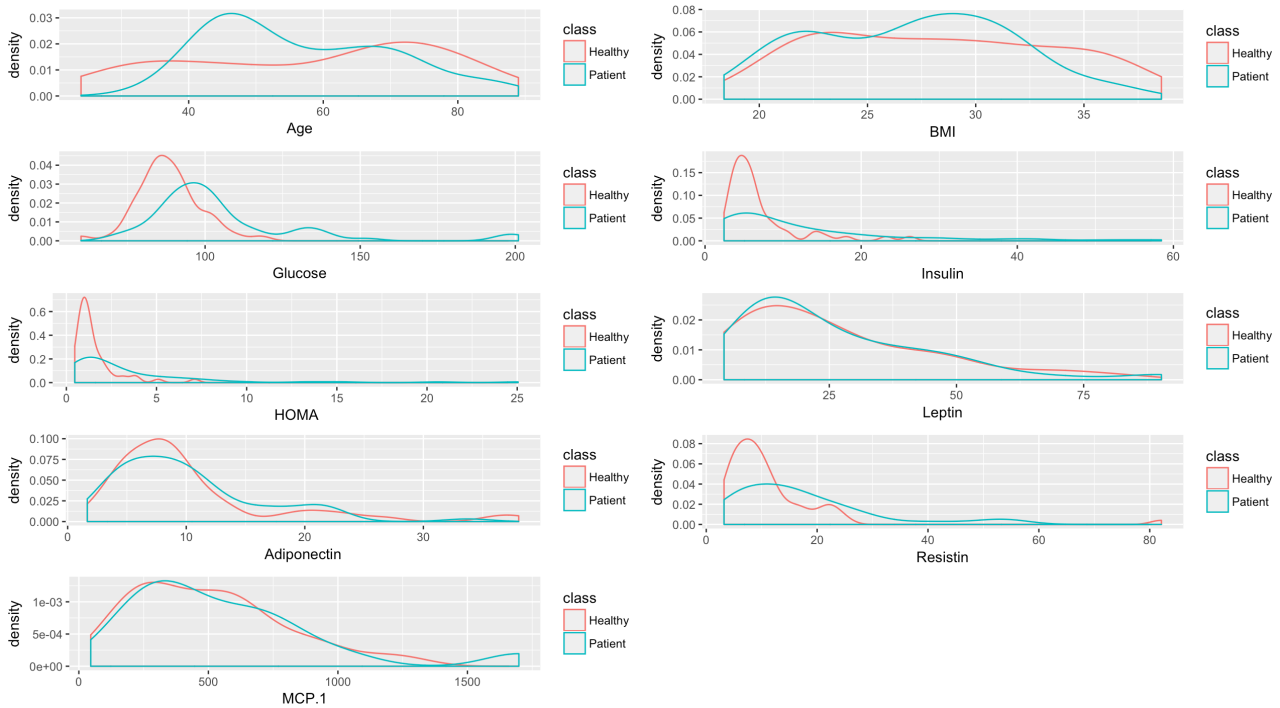 density
0.03
0.02
0.01
0.00
40
60
80
Age
class
Healthy
Patient
density
0.08
0.06
0.04
0.02
0.00
20
25
30
35
BMI
class
Healthy
Patient
density
0.04
0.03
0.02
0.01
0.00
100
150
200
Glucose
class
Healthy
Patient
density
0.15
0.10
0.05
0.00
0
20
40
60
Insulin
class
Healthy
Patient
density
0.6
0.4
0.2
0.0
0
5
10
15
20
25
HOMA
class
Healthy
Patient
density
0.02
0.01
0.00
25
50
75
Leptin
class
Healthy
Patient
density
0.100
0.075
0.050
0.025
0.000
0
10
20
30
Adiponectin
class
Healthy
Patient
density
0.08
0.06
0.04
0.02
0.00
0
20
40
60
80
Resistin
class
Healthy
Patient
density
1e-03
5e-04
0e+00
0
500
1000
1500
MCP.1
class
Healthy
Patient